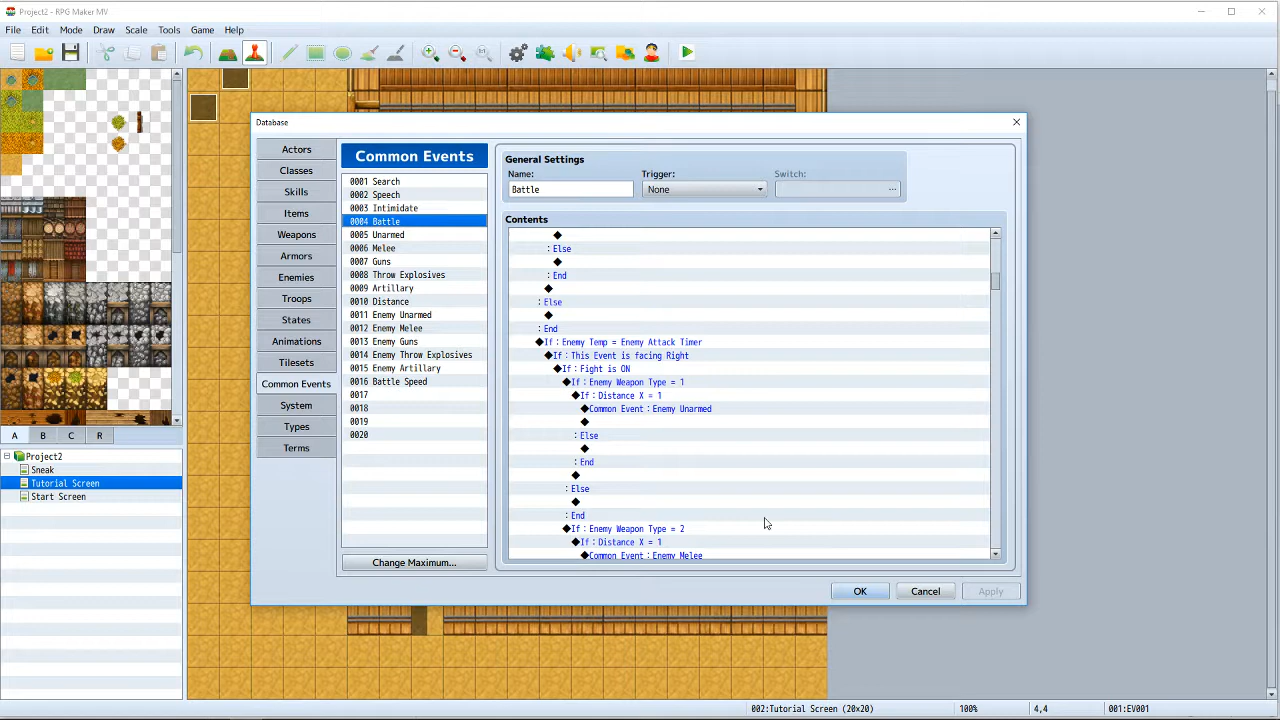 Project2 - RPG Maker MV
File Edit Mode Draw Scale Tools Game Help
Database
Actors
Classes
Skills
Items
Weapons
Armors
Enemies
Troops
States
Animations
Tilesets
Common Events
System
Types
Terms
Common Events
0001 Search
0002 Speech
0003 Intimidate
0004 Battle
0005 Unarmed
0006 Melee
0007 Guns
0008 Throw Explosives
0009 Artillary
0010 Distance
0011 Enemy Unarmed
0012 Enemy Melee
0013 Enemy Guns
0014 Enemy Throw Explosives
0015 Enemy Artillary
0016 Battle Speed
0017
0018
0019
0020
Change Maximum...
General Settings
Name: Trigger: Switch:
Battle None ...
Contents
◆
: Else
◆
: End
◆
: Else
◆
: End
◆If : Enemy Temp = Enemy Attack Timer
◆If : This Event is facing Right
◆If : Fight is ON
◆If : Enemy Weapon Type = 1
◆If : Distance X = 1
◆Common Event : Enemy Unarmed
◆
: Else
◆
: End
◆
: Else
◆
: End
◆If : Enemy Weapon Type = 2
◆If : Distance X = 1
◆Common Event : Enemy Melee
OK Cancel Apply
A B C R
Project2
Sneak
Tutorial Screen
Start Screen
002:Tutorial Screen (20x20) 100% 4,4 001:EV001